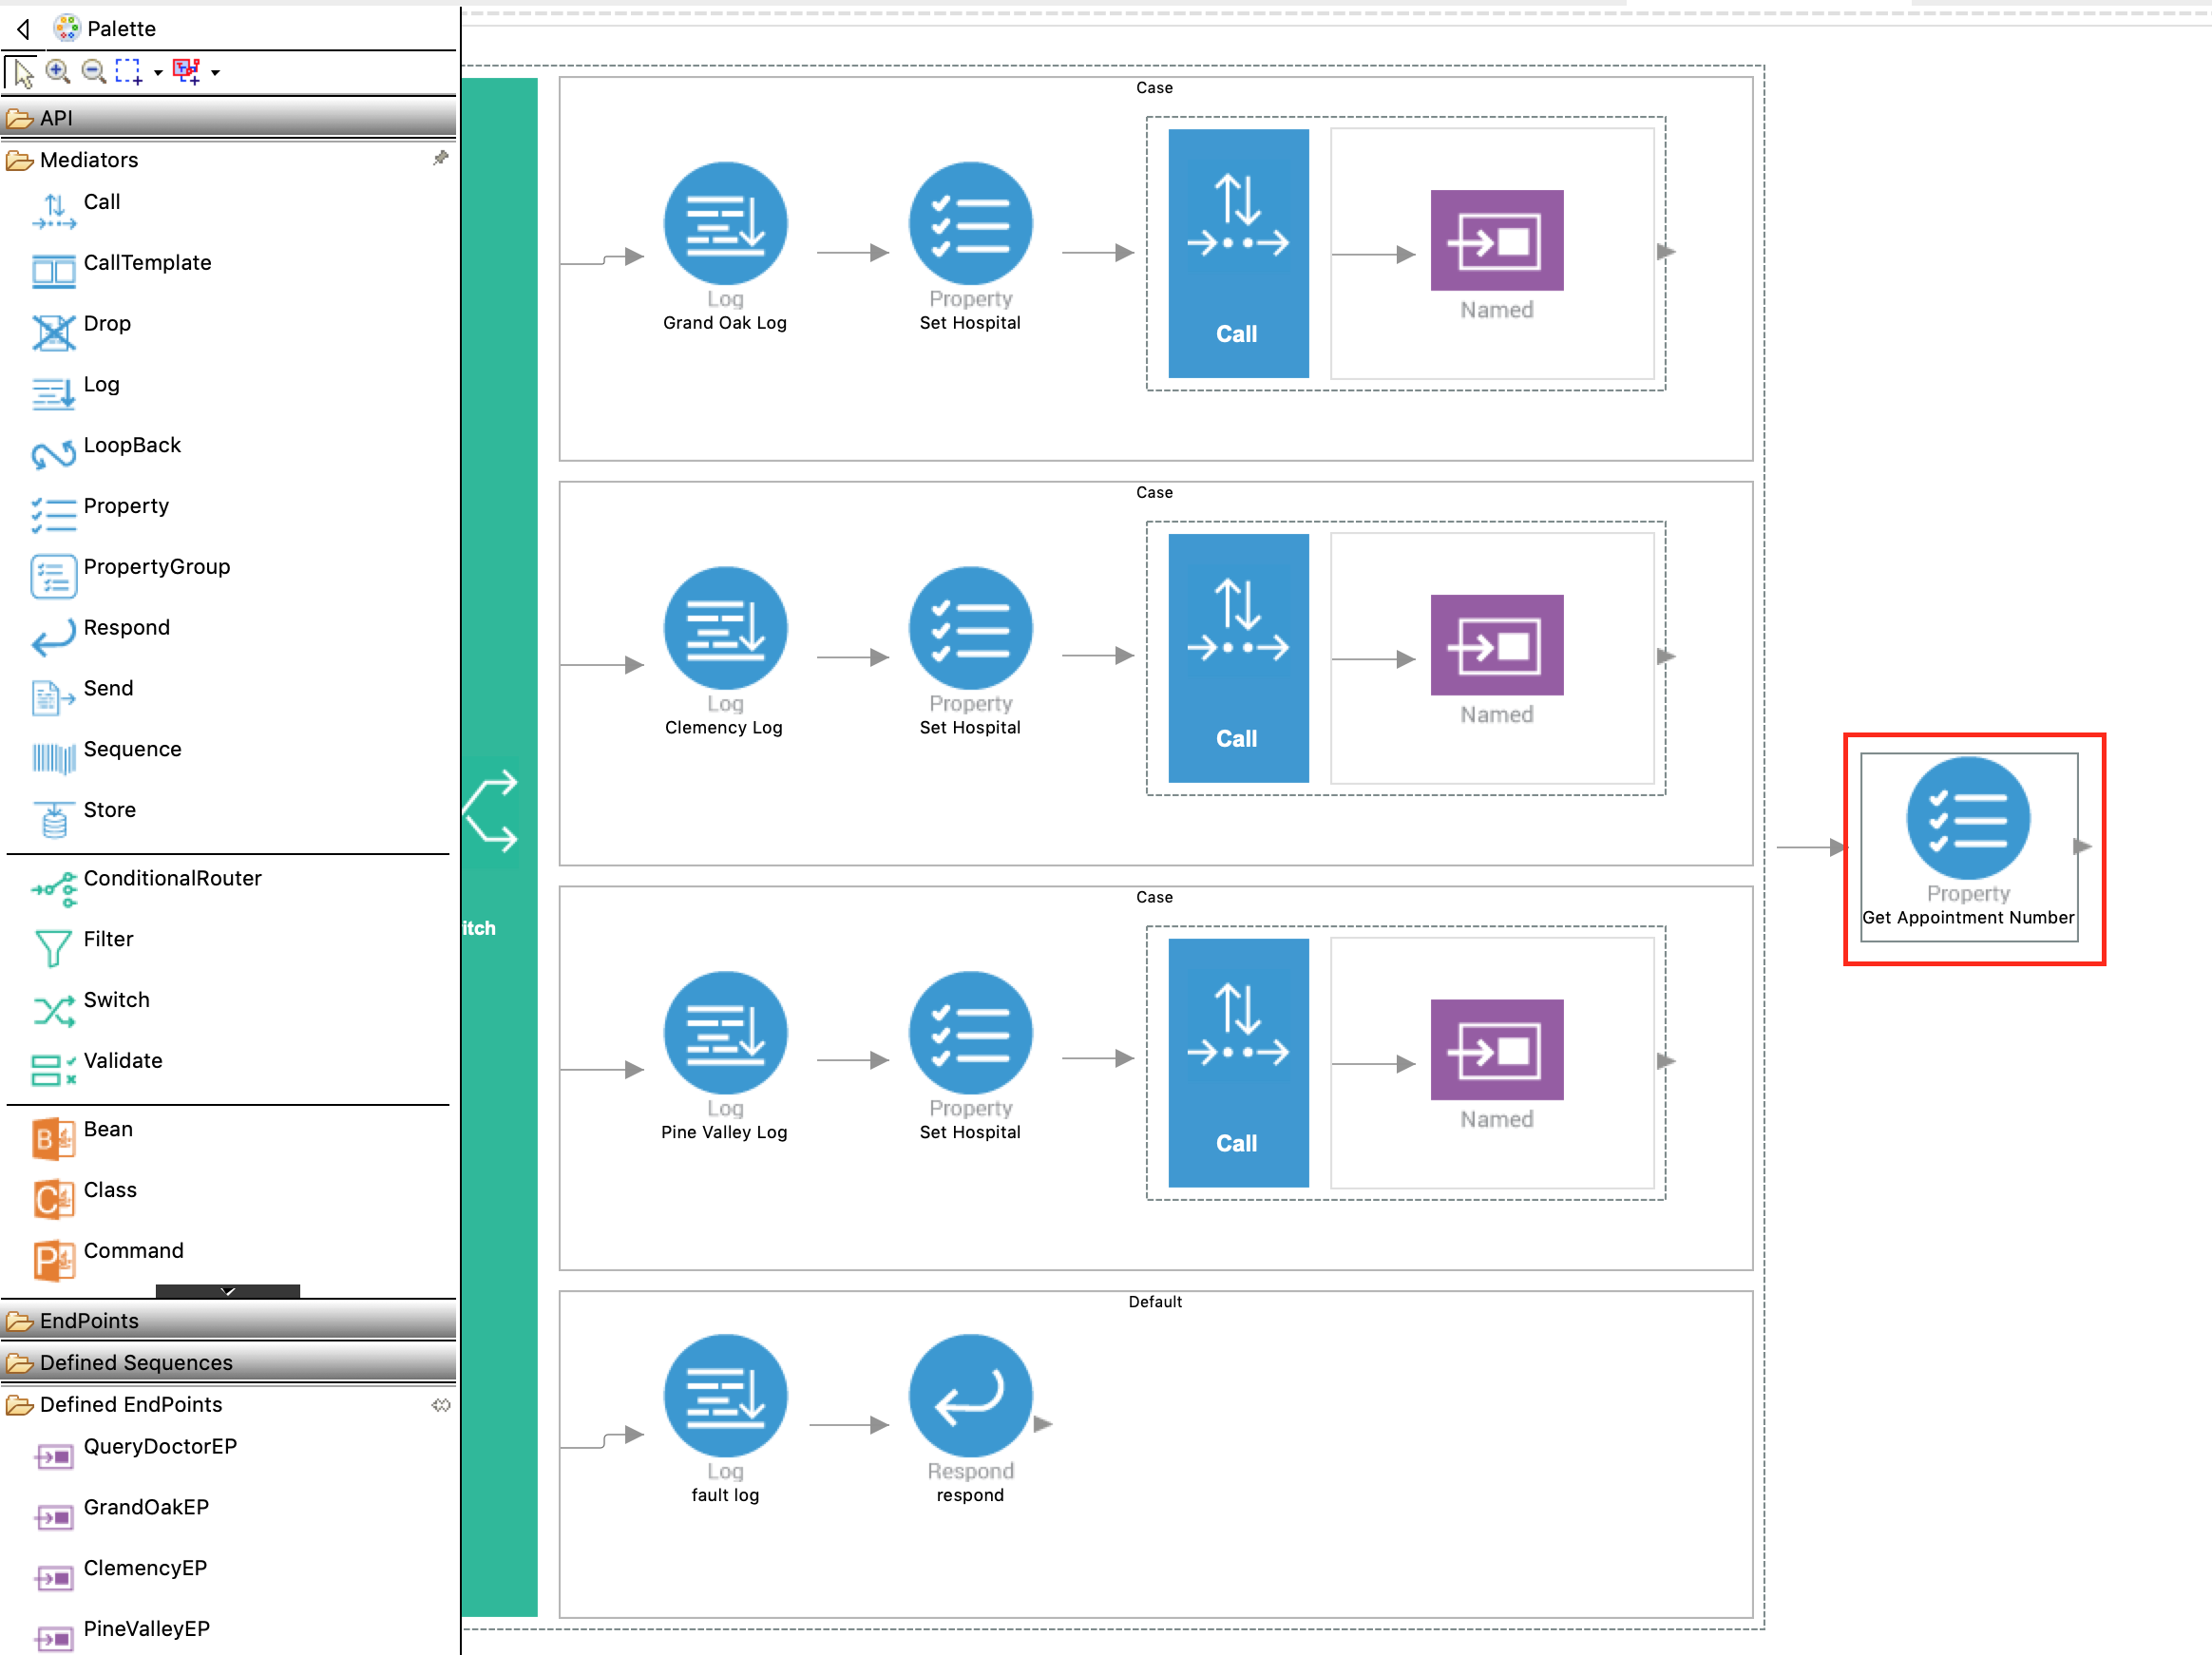 Palette
API
Mediators
Call
CallTemplate
Drop
Log
LoopBack
Property
PropertyGroup
Respond
Send
Sequence
Store
ConditionalRouter
Filter
Switch
Validate
Bean
Class
Command
EndPoints
Defined Sequences
Defined EndPoints
QueryDoctorEP
GrandOakEP
ClemencyEP
PineValleyEP
itch
Case
Log
Grand Oak Log
Property
Set Hospital
Call
Named
Case
Log
Clemency Log
Property
Set Hospital
Call
Named
Case
Log
Pine Valley Log
Property
Set Hospital
Call
Named
Default
Log
fault log
Respond
respond
Property
Get Appointment Number